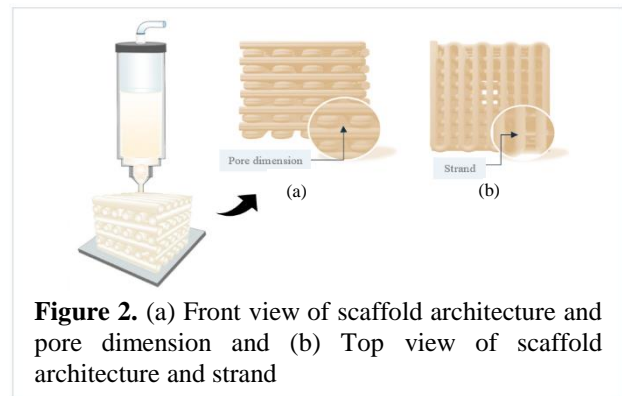 Pore dimension
Strand
(a)
(b)
Figure 2. (a) Front view of scaffold architecture and
pore dimension and (b) Top view of scaffold
architecture and strand